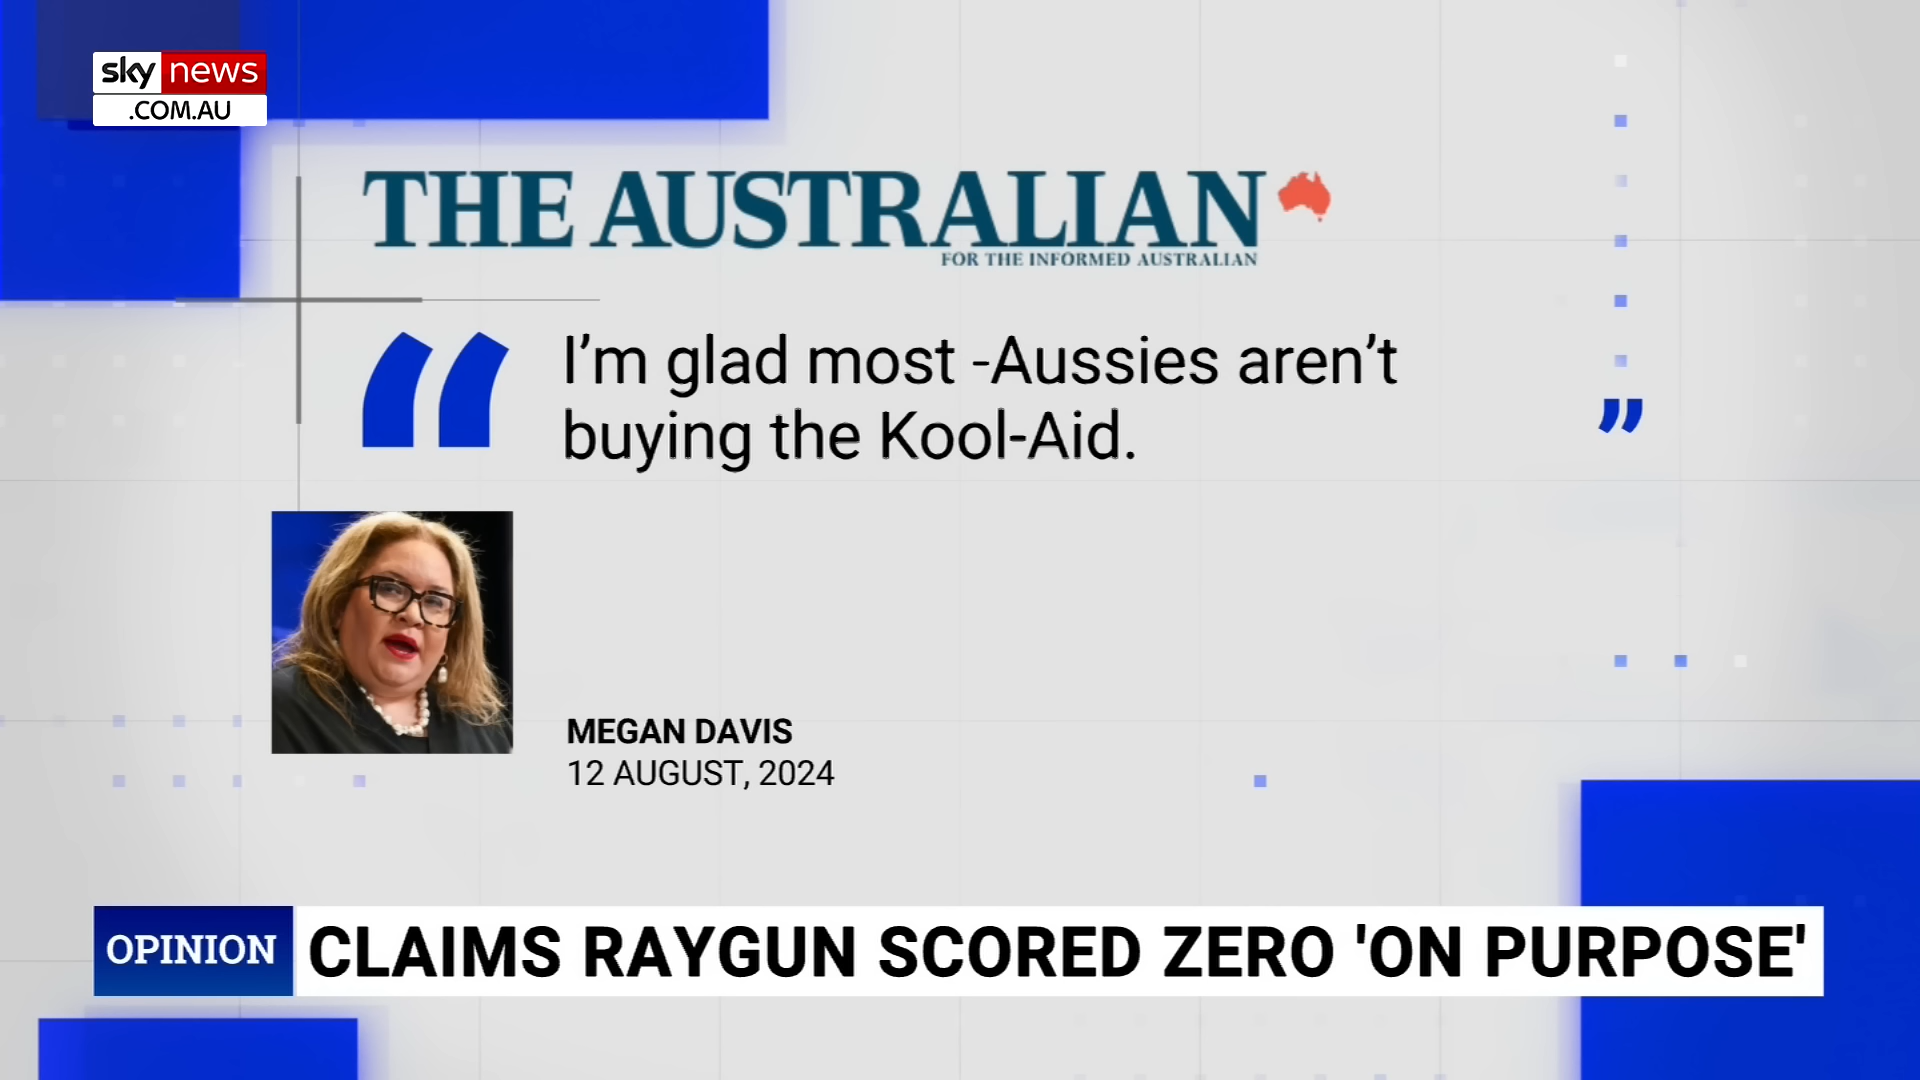 sky news
.COM.AU
THE AUSTRALIAN
FOR THE INFORMED AUSTRALIAN
“ I’m glad most -Aussies aren’t
buying the Kool-Aid. ”
MEGAN DAVIS
12 AUGUST, 2024
OPINION CLAIMS RAYGUN SCORED ZERO 'ON PURPOSE'